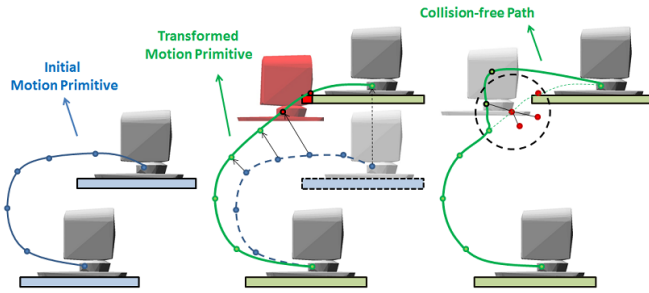 Initial
Motion Primitive
Transformed
Motion Primitive
Collision-free Path